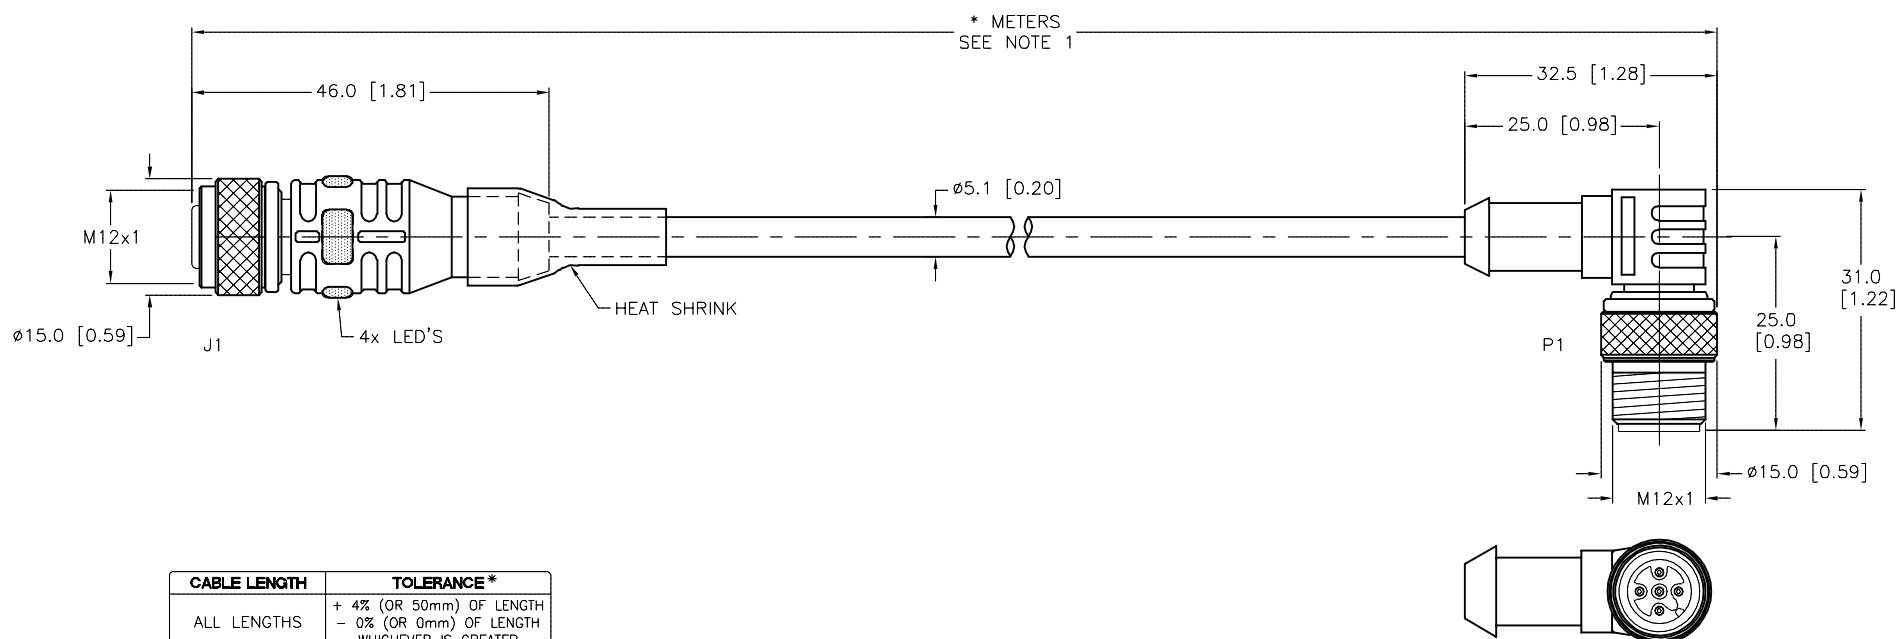 * METERS
SEE NOTE 1
32.5 [1.28]
46.0 [1.81]
25.0 [0.98]
ø5.1 [0.20]
M12x1
31.0
[1.22]
HEAT SHRINK
25.0
[0.98]
ø15.0 [0.59]
J1
4x LED'S
P1
ø15.0 [0.59]
M12x1
CABLE LENGTH
TOLERANCE*
ALL LENGTHS
+ 4% (OR 50mm) OF LENGTH
- 0% (OR 0mm) OF LENGTH
WHICHEVER IS GREATER